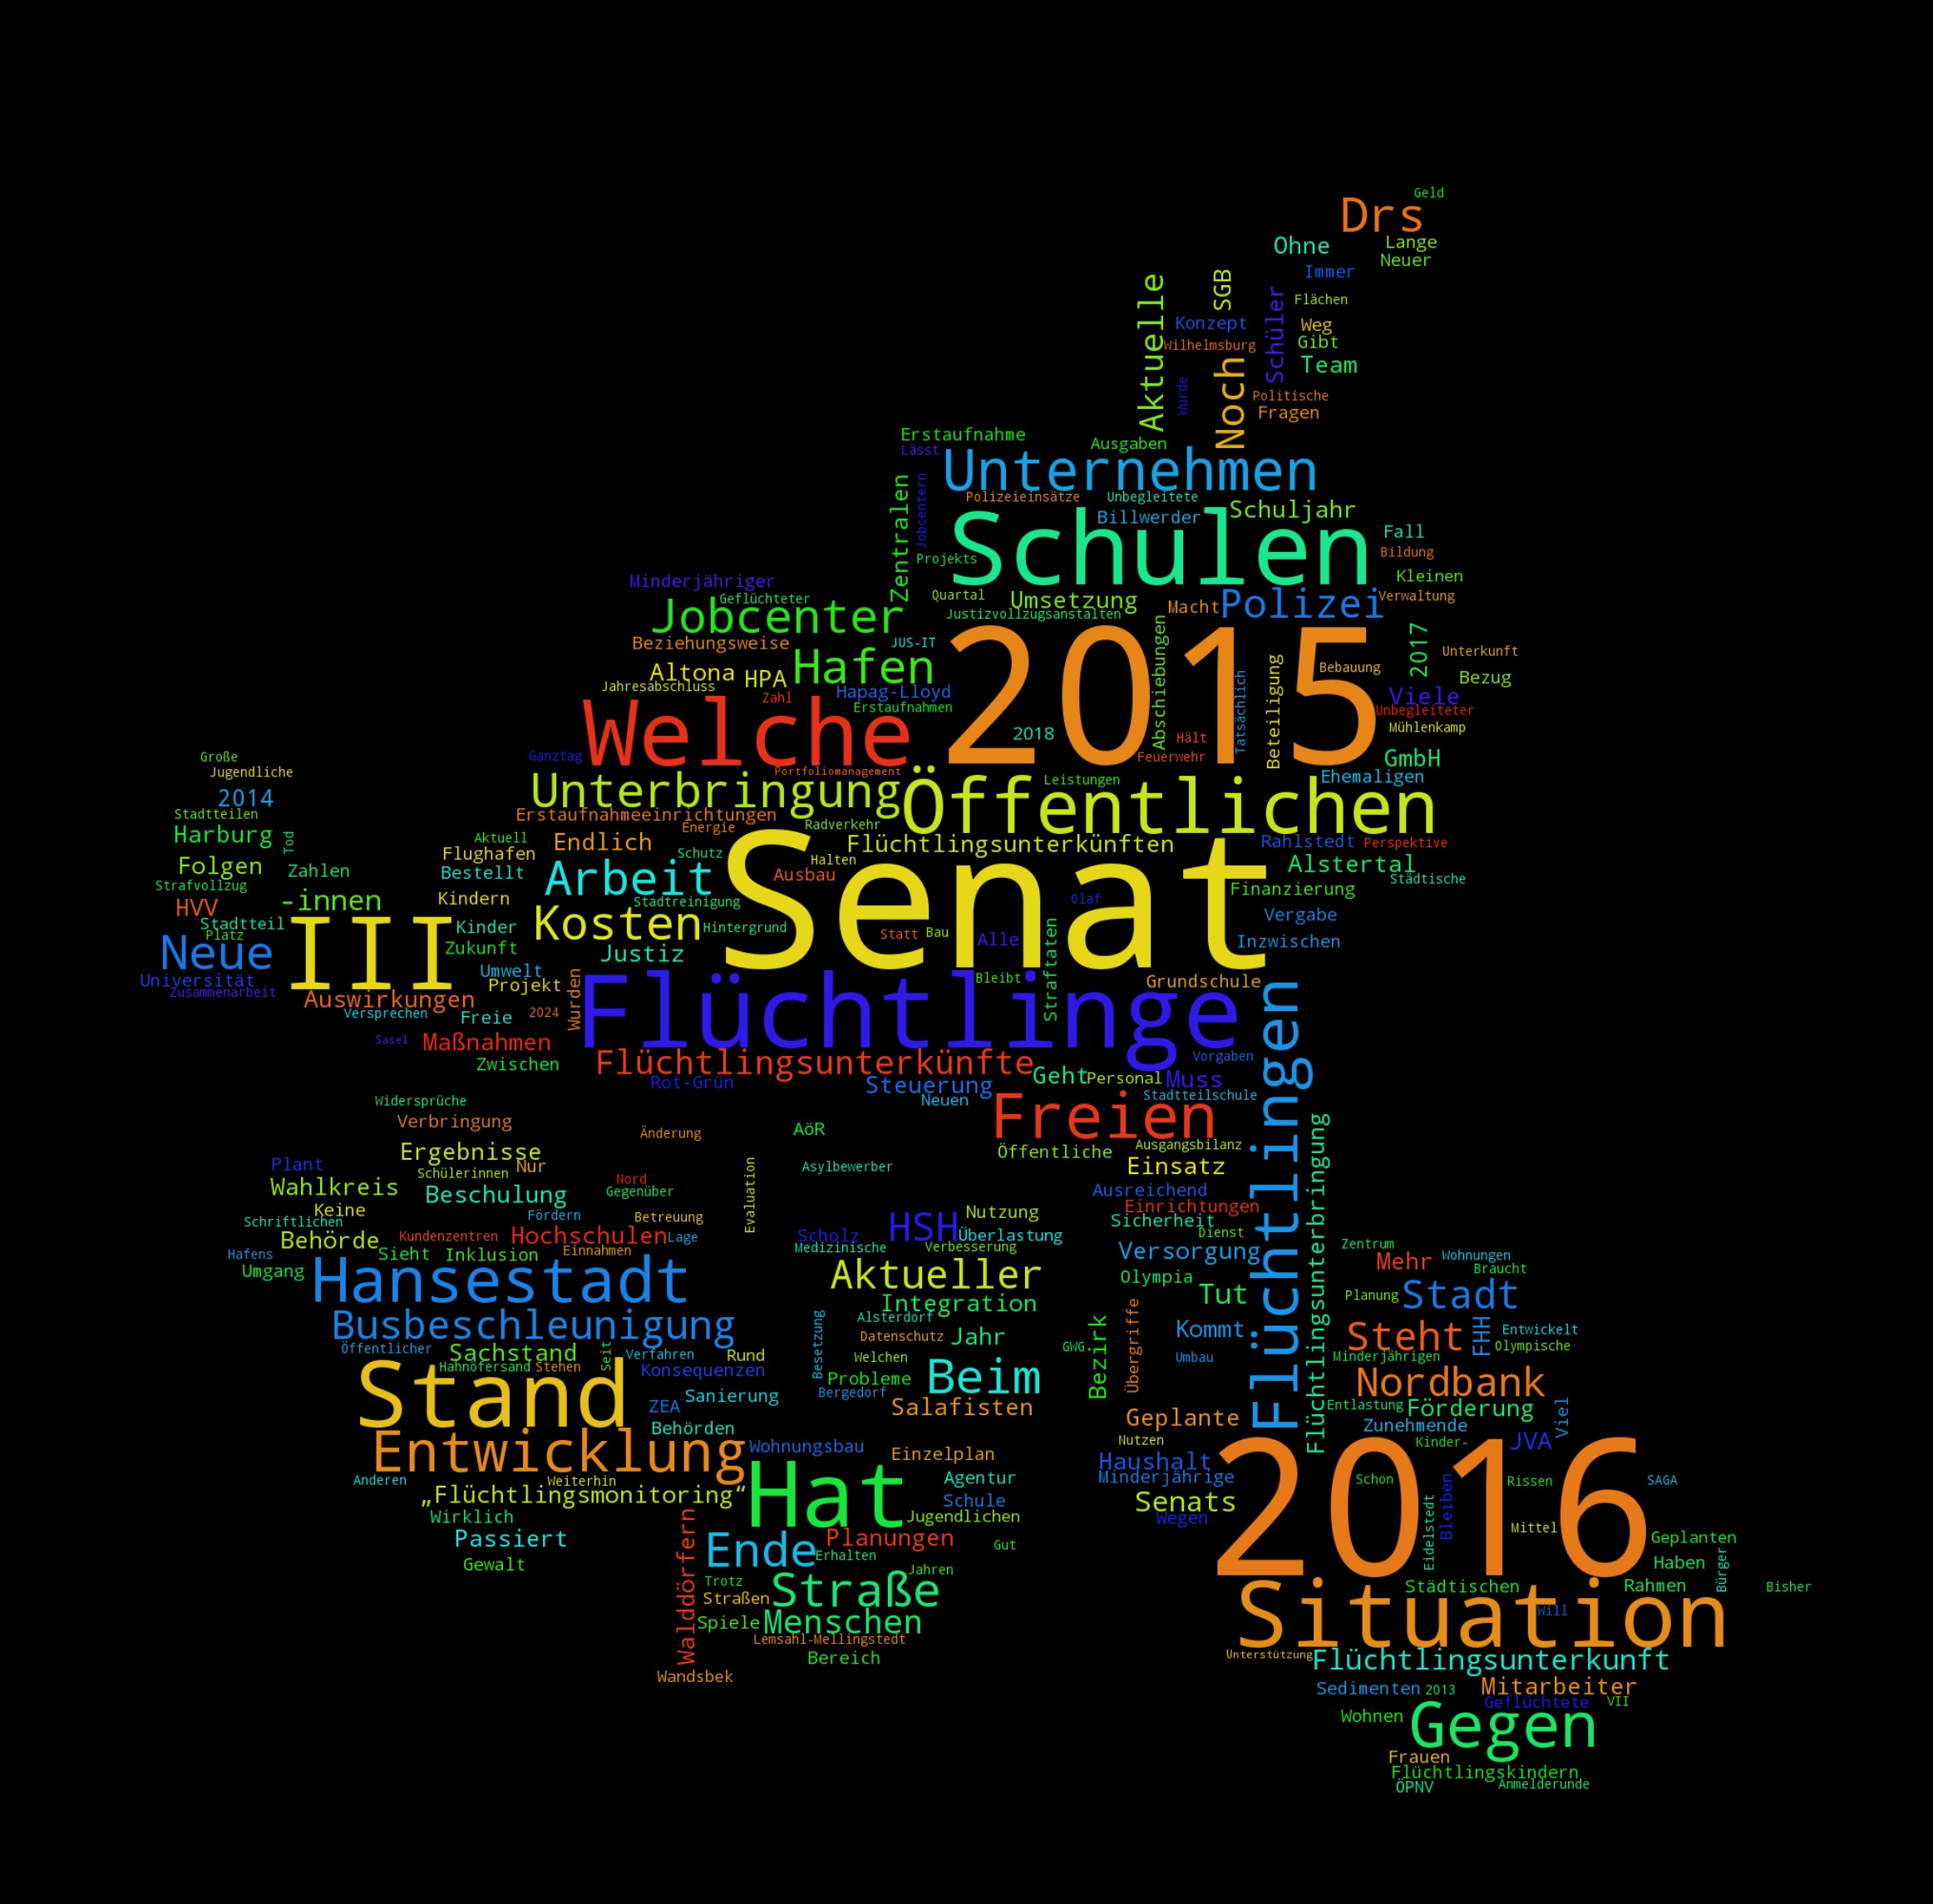 Geld
Drs
Ohne
Lange
Neuer
Immer
SGB
Aktuelle
Flächen
Schüler
Konzept
Weg
Gibt
Wilhelmsburg
Team
Noch
Wurde
Politische
Fragen
Erstaufnahme
Ausgaben
Lässt
Unternehmen
Zentralen
Jobcentern
Polizeieinsätze
Unbegleitete
Schuljahr
Billwerder
Schulen
Fall
Bildung
Projekts
Kleinen
Minderjähriger
Geflüchteter
Quartal
Umsetzung
Verwaltung
Jobcenter
Justizvollzugsanstalten
Macht
Polizei
Beziehungsweise
JUS-IT
2015
Abschiebungen
2017
Unterkunft
Altona
HPA
Hafen
Beteiligung
Tatsächlich
Bebauung
Bezug
Jahresabschluss
Zahl
Hapag-Lloyd
Viele
Erstaufnahmen
Unbegleiteter
Welche
Mühlenkamp
2018
Hält
Große
Ganztag
Feuerwehr
GmbH
Jugendliche
Portfoliomanagement
Ehemaligen
Leistungen
2014
Unterbringung
Öffentlichen
Stadtteilen
Erstaufnahmeeinrichtungen
Harburg
Tod
Aktuell
Energie
Radverkehr
Endlich
Flüchtlingsunterkünften
Rahlstedt
Perspektive
Flughafen
Schutz
Halten
Folgen
Zahlen
Bestellt
Arbeit
Ausbau
Senat
Alstertal
Städtische
Strafvollzug
Finanzierung
-innen
Kindern
Stadtreinigung
Olaf
HVV
Vergabe
Stadtteil
Kinder
Kosten
Hintergrund
Platz
Statt
Bau
Alle
Inzwischen
Neue
III
Zukunft
Justiz
Straftaten
Universität
Umwelt
Bleibt
Grundschule
Zusammenarbeit
Projekt
Auswirkungen
Wurden
Versprechen
Freie
2024
Flüchtlinge
Flüchtlingen
Sasel
Maßnahmen
Zwischen
Flüchtlingsunterkünfte
Vorgaben
Rot-Grün
Steuerung
Geht
Personal
Muss
Widersprüche
Neuen
Stadtteilschule
Verbringung
Änderung
AöR
Freien
Ergebnisse
Öffentliche
Ausgangsbilanz
Flüchtlingsunterbringung
Plant
Schülerinnen
Nur
Asylbewerber
Einsatz
Nord
Wahlkreis
Beschulung
Gegenüber
Evaluation
Ausreichend
Keine
Einrichtungen
Schriftlichen
Fördern
Betreuung
Nutzung
Sicherheit
Behörde
Kundenzentren
Hochschulen
Lage
Scholz
HSH
Überlastung
Dienst
Zentrum
Hafens
Sieht
Inklusion
Einnahmen
Medizinische
Verbesserung
Versorgung
Mehr
Wohnungen
Umgang
Braucht
Hansestadt
Aktueller
Olympia
Tut
Planung
Stadt
Integration
Busbeschleunigung
Besetzung
Alsterdorf
Bezirk
Übergriffe
Kommt
Steht
FHH
Entwickelt
Datenschutz
Jahr
Öffentlicher
Sachstand
Seit
Verfahren
Rund
Welchen
GWG
Umbau
Minderjährigen
Olympische
Hahnöfersand
Stehen
Konsequenzen
Probleme
Beim
Nordbank
Stand
Sanierung
Bergedorf
ZEA
Salafisten
Geplante
Entlastung
Förderung
Behörden
Zunehmende
Viel
Entwicklung
Wohnungsbau
Einzelplan
Nutzen
Kinder-
JVA
Haushalt
Anderen
Weiterhin
Hat
Agentur
Minderjährige
2016
Schon
Rissen
SAGA
„Flüchtlingsmonitoring“
Schule
Senats
Eidelstedt
Bleiben
Wirklich
Jugendlichen
Wegen
Mittel
Passiert
Walddörfern
Ende
Planungen
Gut
Geplanten
Gewalt
Erhalten
Haben
Bürger
Jahren
Trotz
Städtischen
Rahmen
Bisher
Straßen
Straße
Situation
Will
Spiele
Menschen
Lemsahl-Mellingstedt
Bereich
Unterstützung
Flüchtlingsunterkunft
Wandsbek
Sedimenten
2013
Mitarbeiter
Geflüchtete
VII
Wohnen
Gegen
Frauen
Flüchtlingskindern
ÖPNV
Anmelderunde